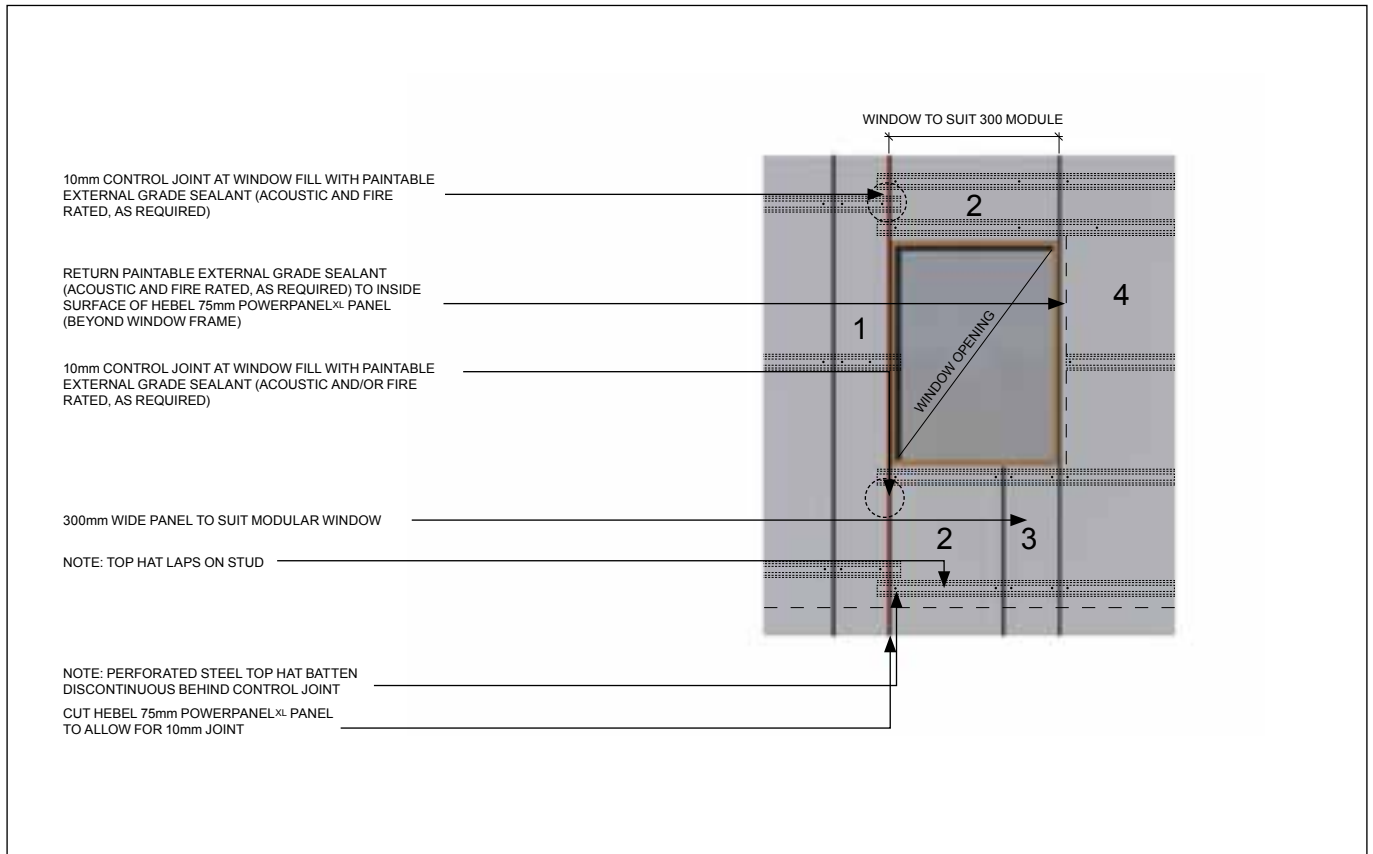 WINDOW TO SUIT 300 MODULE
10mm CONTROL JOINT AT WINDOW FILL WITH PAINTABLE
EXTERNAL GRADE SEALANT (ACOUSTIC AND FIRE
RATED, AS REQUIRED)
2
RETURN PAINTABLE EXTERNAL GRADE SEALANT
(ACOUSTIC AND FIRE RATED, AS REQUIRED) TO INSIDE
SURFACE OF HEBEL 75mm POWERPANELXL PANEL
(BEYOND WINDOW FRAME)
4
1
WINDOW OPENING
10mm CONTROL JOINT AT WINDOW FILL WITH PAINTABLE
EXTERNAL GRADE SEALANT (ACOUSTIC AND/OR FIRE
RATED, AS REQUIRED)
300mm WIDE PANEL TO SUIT MODULAR WINDOW
2
3
NOTE: TOP HAT LAPS ON STUD
NOTE: PERFORATED STEEL TOP HAT BATTEN
DISCONTINUOUS BEHIND CONTROL JOINT
CUT HEBEL 75mm POWERPANELXL PANEL
TO ALLOW FOR 10mm JOINT